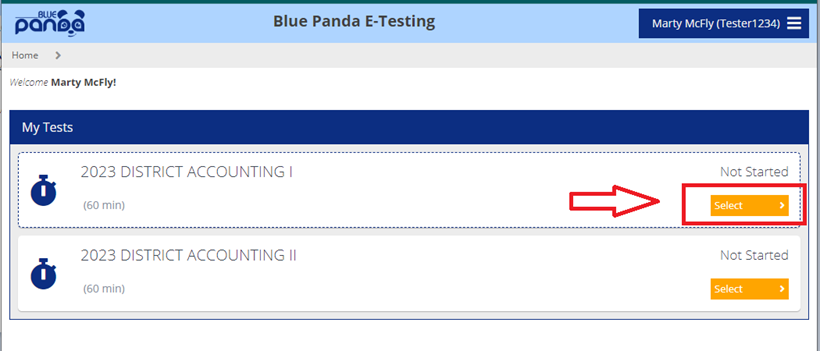 BLUE
panda
Blue Panda E-Testing
Marty McFly (Tester1234)
Home
Welcome Marty McFly!
My Tests
2023 DISTRICT ACCOUNTING I
Not Started
(60 min)
Select
2023 DISTRICT ACCOUNTING II
Not Started
(60 min)
Select